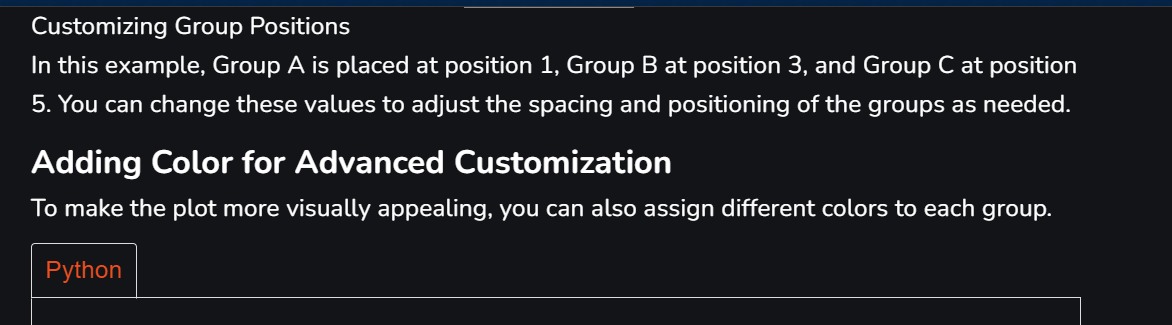 Customizing Group Positions
In this example, Group A is placed at position 1, Group B at position 3, and Group C at position
5. You can change these values to adjust the spacing and positioning of the groups as needed.
Adding Color for Advanced Customization
To make the plot more visually appealing, you can also assign different colors to each group.
Python